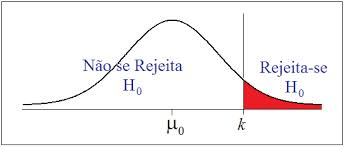 Não se Rejeita
H₀
Rejeita-se
H₀
μ₀
k